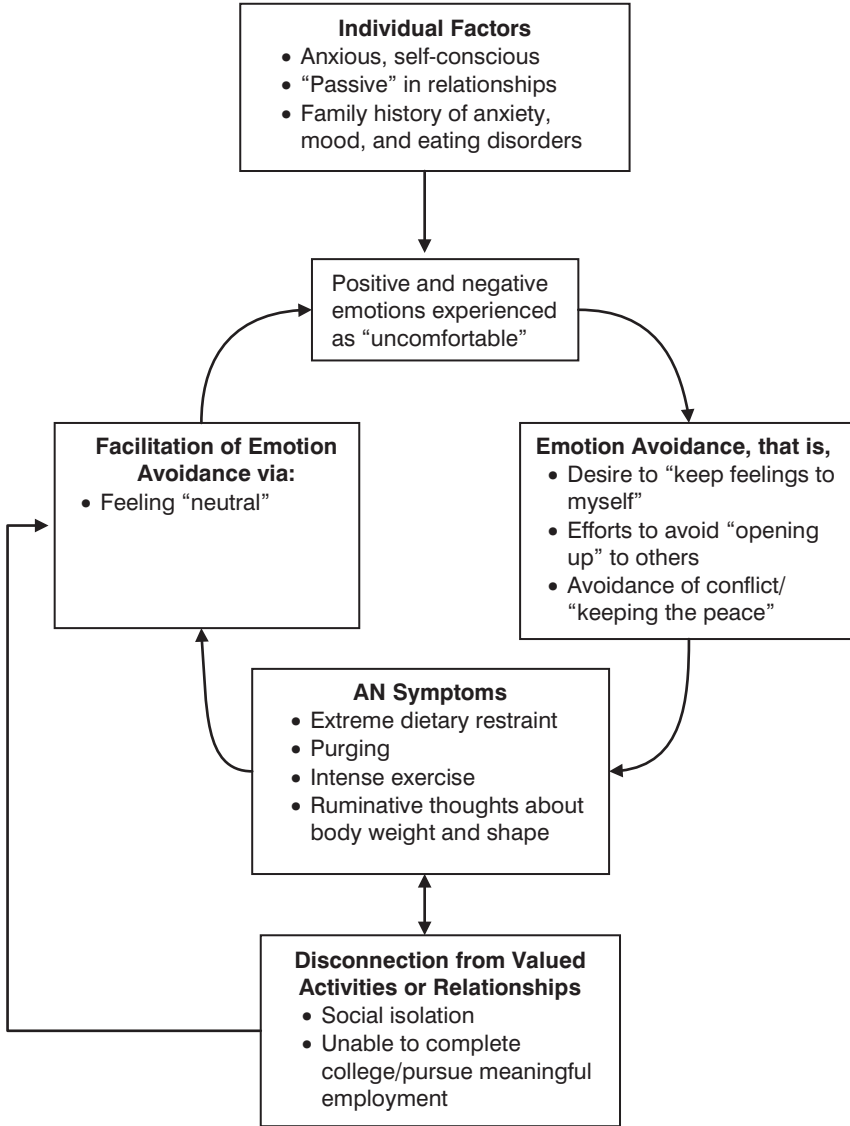 Individual Factors
• Anxious, self-conscious
• “Passive” in relationships
• Family history of anxiety,
mood, and eating disorders
Positive and negative
emotions experienced
as “uncomfortable”
Facilitation of Emotion
Avoidance via:
• Feeling “neutral”
Emotion Avoidance, that is,
• Desire to “keep feelings to
myself”
• Efforts to avoid “opening
up” to others
• Avoidance of conflict/
“keeping the peace”
AN Symptoms
• Extreme dietary restraint
• Purging
• Intense exercise
• Ruminative thoughts about
body weight and shape
Disconnection from Valued
Activities or Relationships
• Social isolation
• Unable to complete
college/pursue meaningful
employment